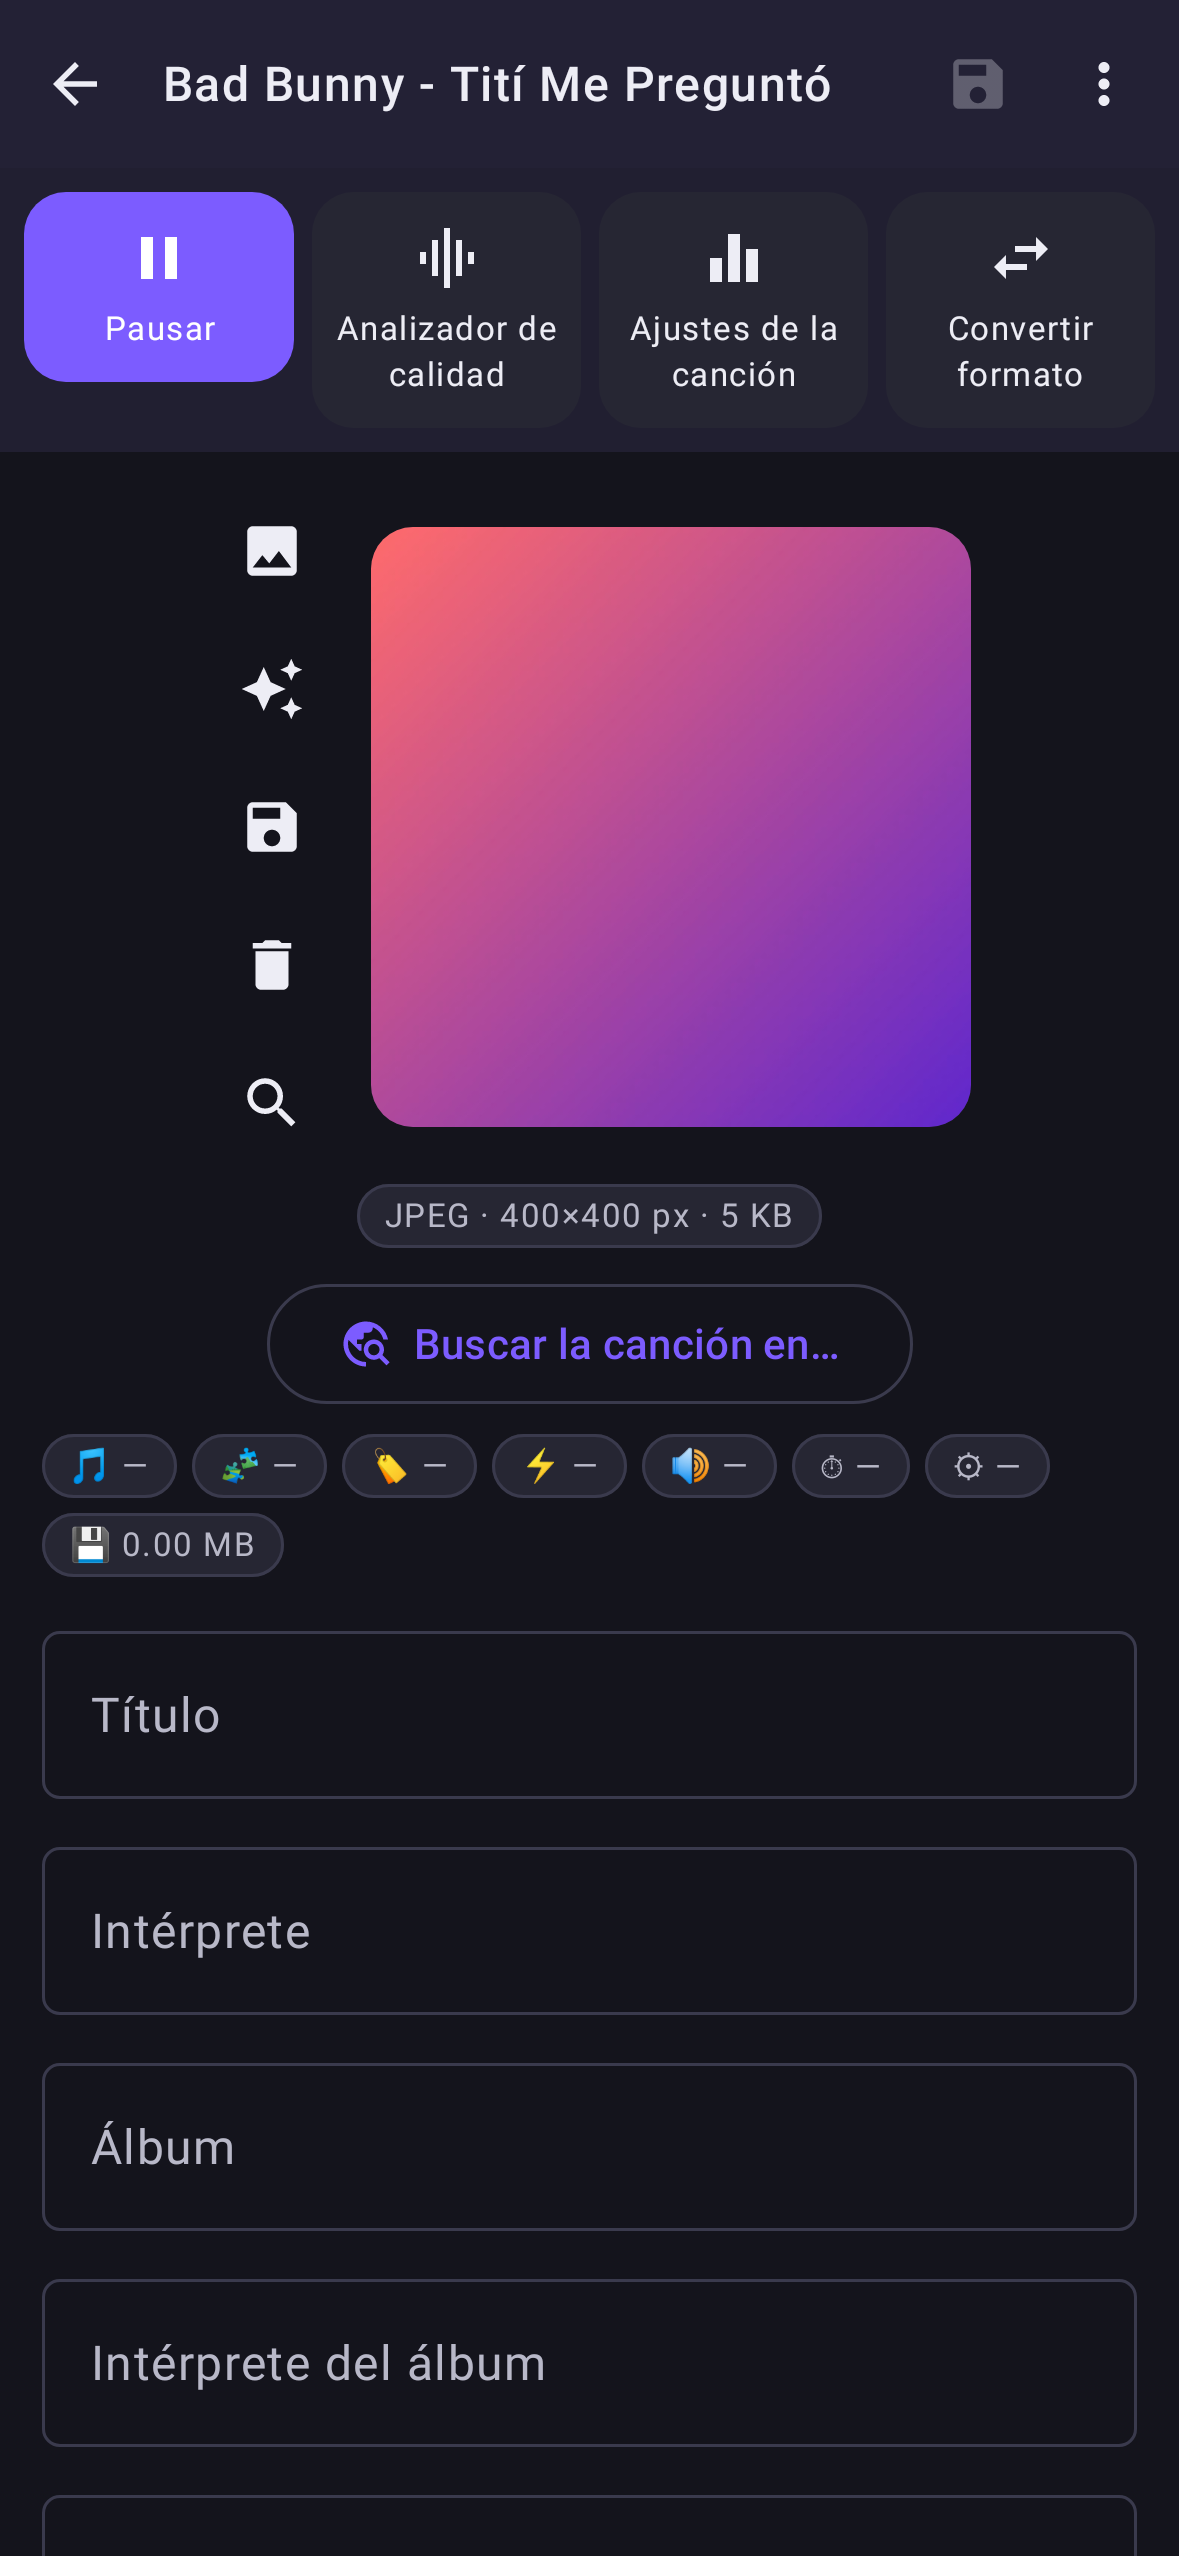 Bad Bunny - Tití Me Preguntó
Pausar
Analizador de
calidad
Ajustes de la
canción
Convertir
formato
JPEG · 400×400 px · 5 KB
Buscar la canción en...
🎵 —
🧩 —
🏷️ —
⚡ —
🔊 —
⏱ —
⚙ —
💾 0.00 MB
Título
Intérprete
Álbum
Intérprete del álbum